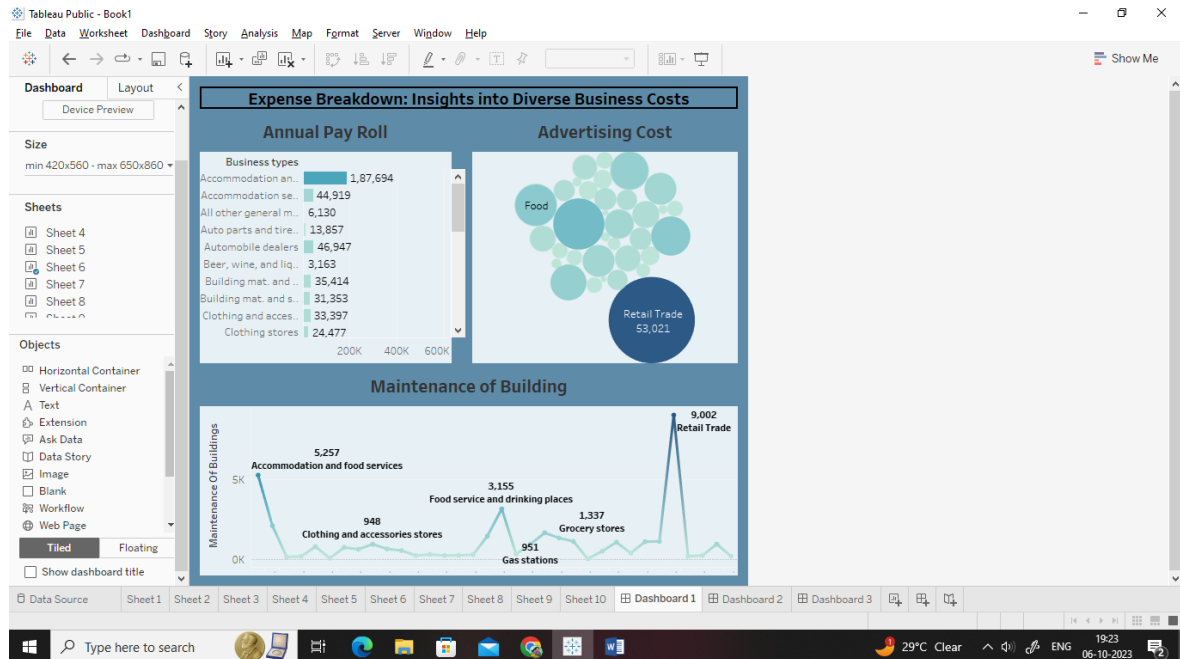 Tableau Public - Book1
File Data Worksheet Dashboard Story Analysis Map Format Server Window Help
Show Me
Dashboard Layout
Device Preview
Size
min 420x560 - max 650x860
Sheets
Sheet 4
Sheet 5
Sheet 6
Sheet 7
Sheet 8
Objects
Horizontal Container
Vertical Container
Text
Extension
Ask Data
Data Story
Image
Blank
Workflow
Web Page
Tiled Floating
Show dashboard title
Expense Breakdown: Insights into Diverse Business Costs
Annual Pay Roll
Business types
Accommodation an.. 1,87,694
Accommodation se.. 44,919
All other general m.. 6,130
Auto parts and tire.. 13,857
Automobile dealers 46,947
Beer, wine, and liq.. 3,163
Building mat. and .. 35,414
Building mat. and s.. 31,353
Clothing and acces.. 33,397
Clothing stores 24,477
200K 400K 600K
Advertising Cost
Food
Retail Trade
53,021
Maintenance of Building
Maintenance Of Buildings
5K
0K
5,257
Accommodation and food services
948
Clothing and accessories stores
3,155
Food service and drinking places
951
Gas stations
1,337
Grocery stores
9,002
Retail Trade
Data Source Sheet 1 Sheet 2 Sheet 3 Sheet 4 Sheet 5 Sheet 6 Sheet 7 Sheet 8 Sheet 9 Sheet 10 Dashboard 1 Dashboard 2 Dashboard 3
Type here to search
1
29°C Clear
ENG
19:23
06-10-2023
2